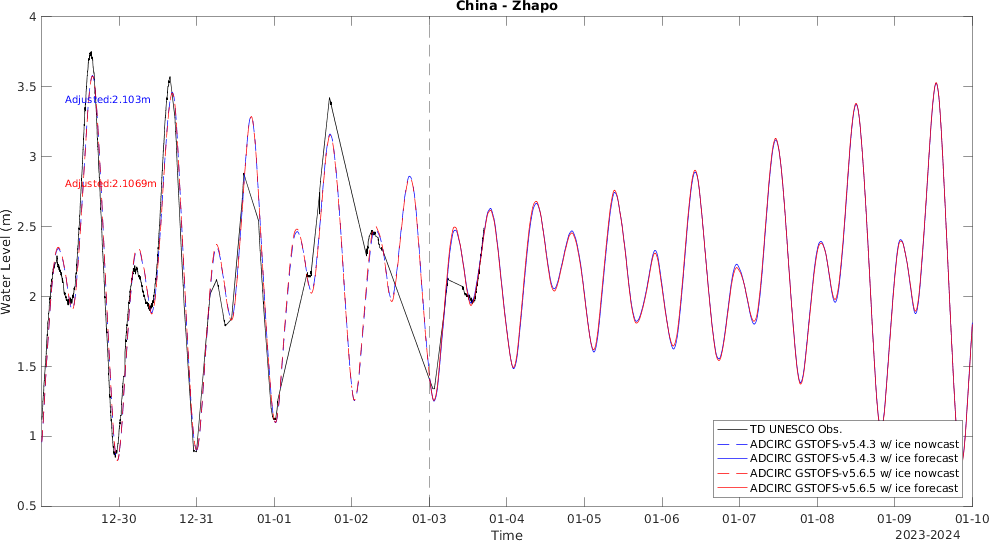 China - Zhapo
4
3.5
3
2.5
2
1.5
1
0.5
Water Level (m)
Adjusted:2.103m
Adjusted:2.1069m
TD UNESCO Obs.
ADCIRC GSTOFS-v5.4.3 w/ ice nowcast
ADCIRC GSTOFS-v5.4.3 w/ ice forecast
ADCIRC GSTOFS-v5.6.5 w/ ice nowcast
ADCIRC GSTOFS-v5.6.5 w/ ice forecast
12-30 12-31 01-01 01-02 01-03 01-04 01-05 01-06 01-07 01-08 01-09 01-10
Time
2023-2024